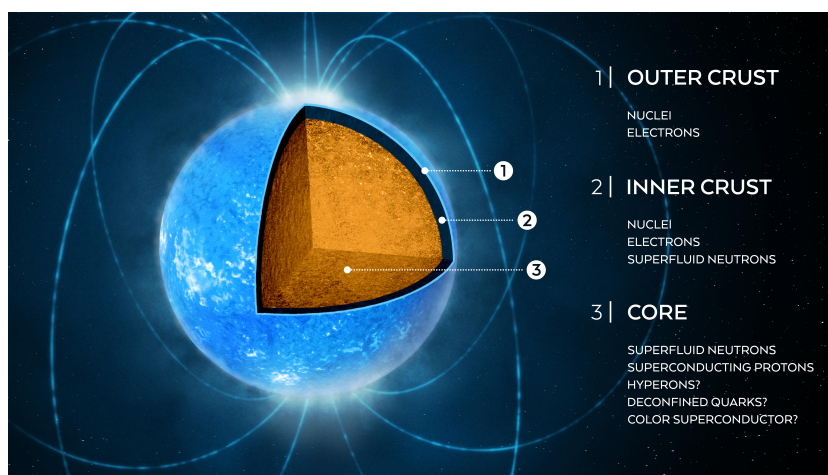 1| OUTER CRUST
NUCLEI
ELECTRONS
1
2| INNER CRUST
2
NUCLEI
ELECTRONS
SUPERFLUID NEUTRONS
3
3| CORE
SUPERFLUID NEUTRONS
SUPERCONDUCTING PROTONS
HYPERONS?
DECONFINED QUARKS?
COLOR SUPERCONDUCTOR?